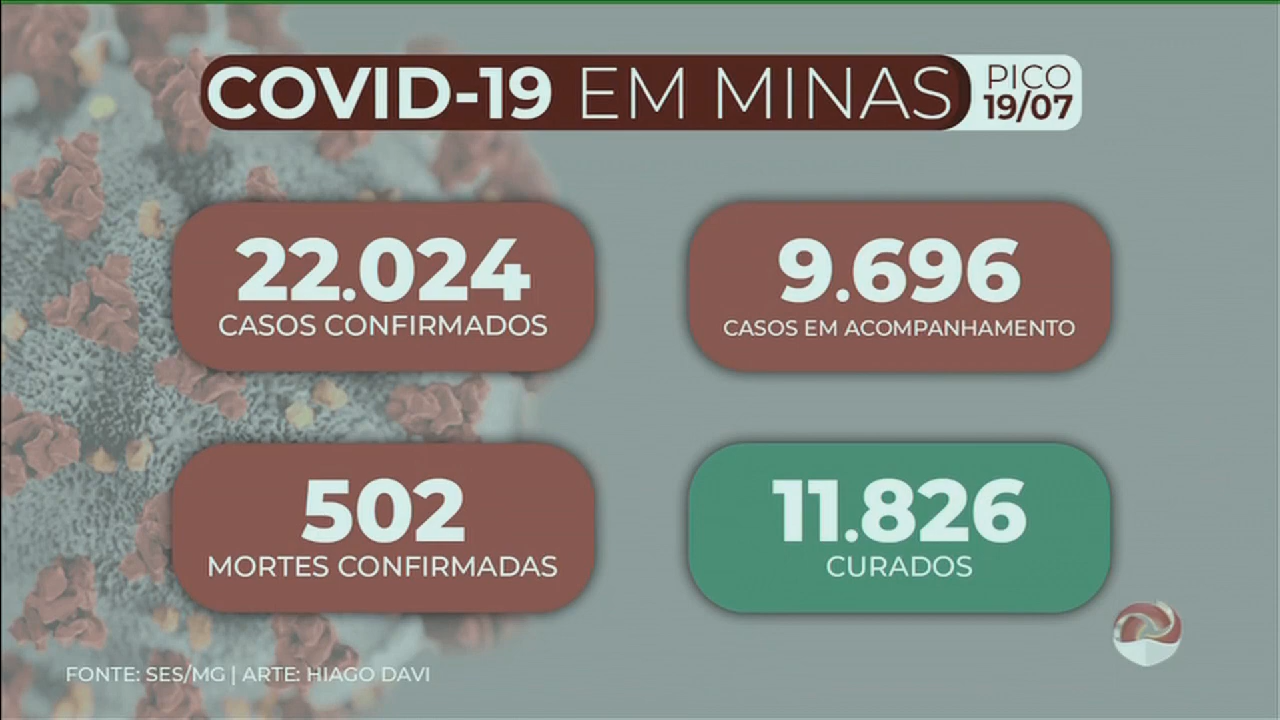 COVID-19 EM MINAS
PICO
19/07
22.024
CASOS CONFIRMADOS
9.696
CASOS EM ACOMPANHAMENTO
502
MORTES CONFIRMADAS
11.826
CURADOS
FONTE: SES/MG | ARTE: HIAGO DAVI